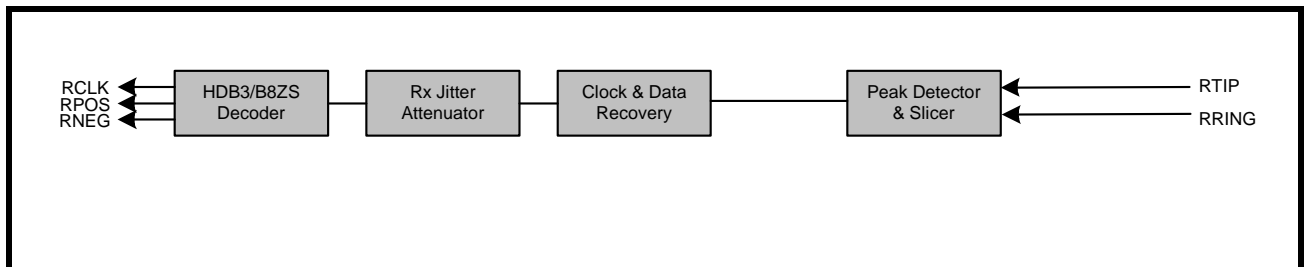 RCLK
RPOS
RNEG
HDB3/B8ZS
Decoder
Rx Jitter
Attenuator
Clock & Data
Recovery
Peak Detector
& Slicer
RTIP
RRING